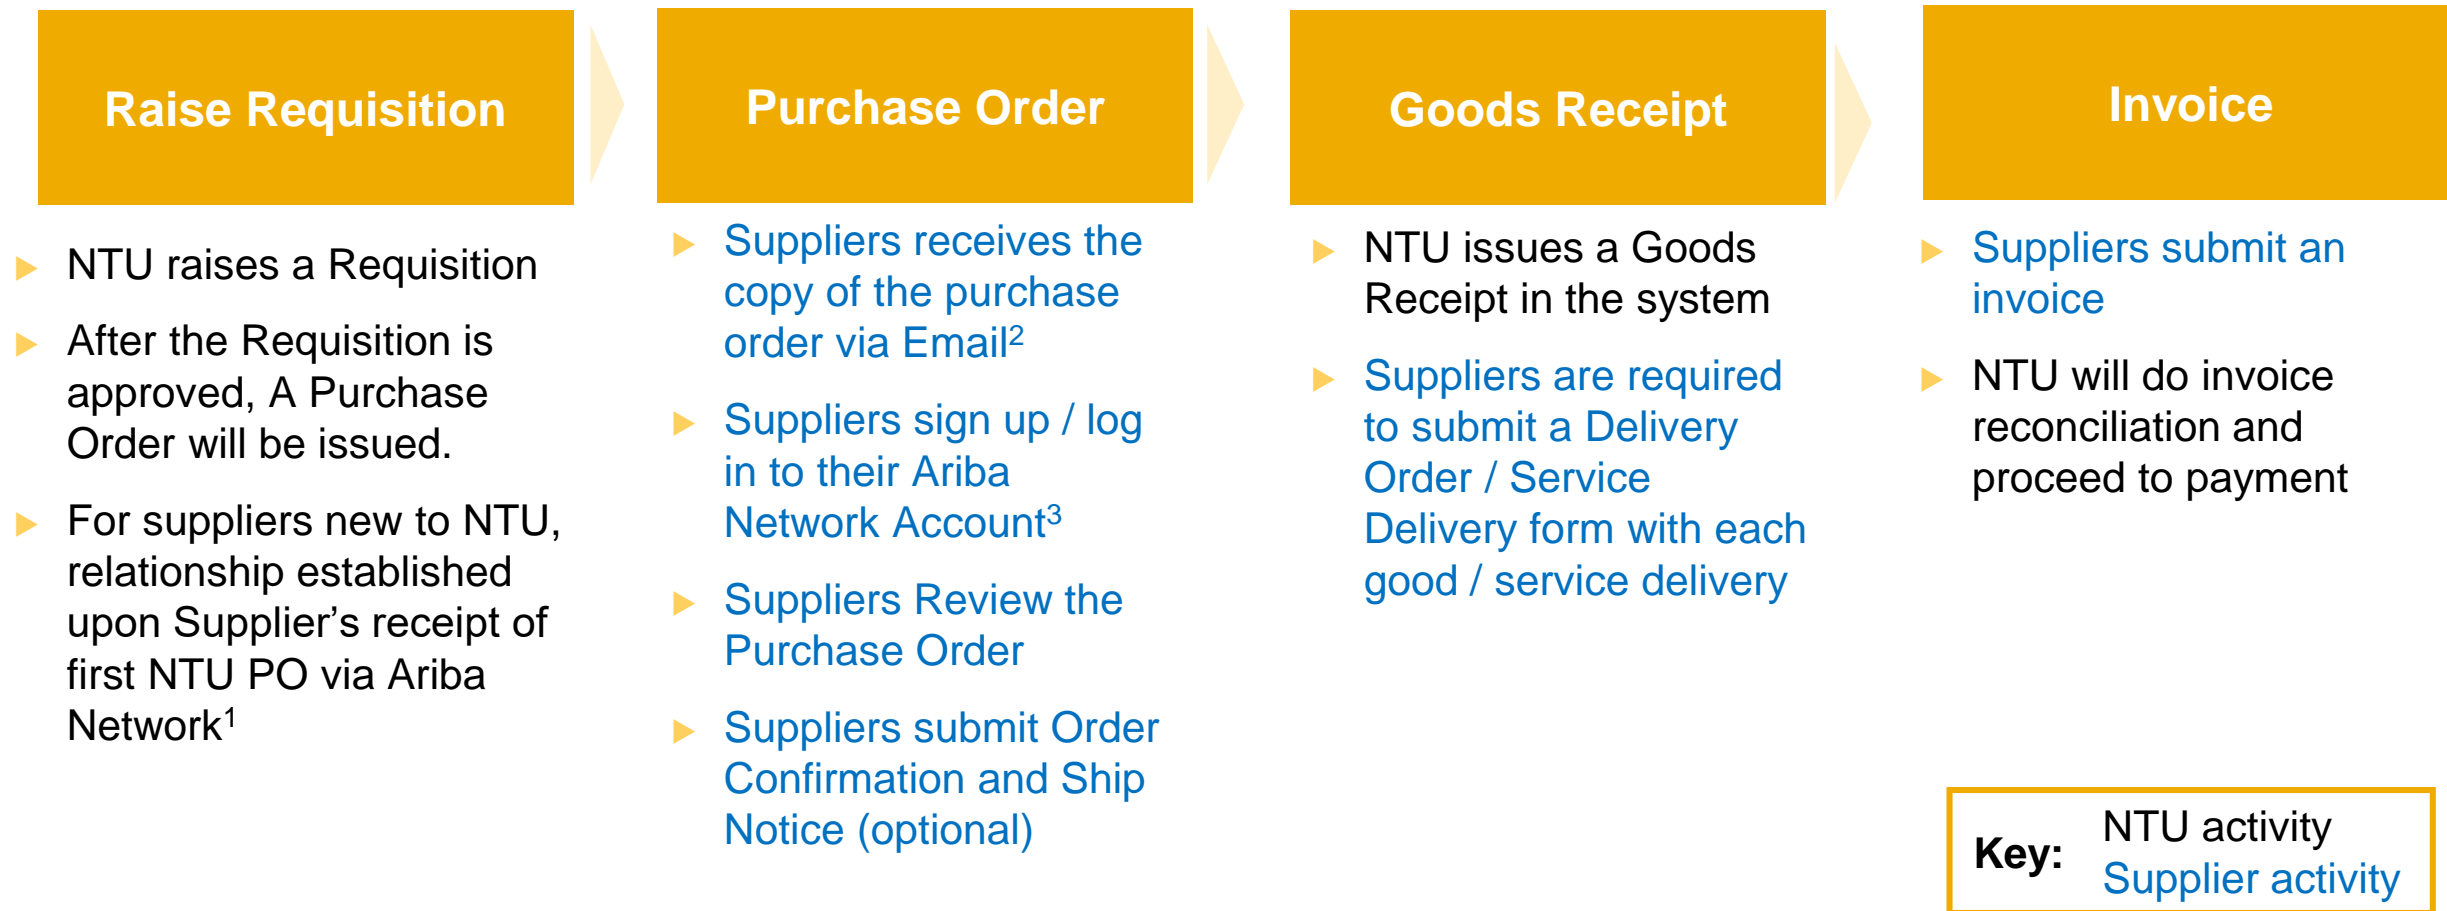 Raise Requisition
NTU raises a Requisition
After the Requisition is
approved, A Purchase
Order will be issued.
For suppliers new to NTU,
relationship established
upon Supplier’s receipt of
first NTU PO via Ariba
Network¹
Purchase Order
Suppliers receives the
copy of the purchase
order via Email²
Suppliers sign up / log
in to their Ariba
Network Account³
Suppliers Review the
Purchase Order
Suppliers submit Order
Confirmation and Ship
Notice (optional)
Goods Receipt
NTU issues a Goods
Receipt in the system
Suppliers are required
to submit a Delivery
Order / Service
Delivery form with each
good / service delivery
Invoice
Suppliers submit an
invoice
NTU will do invoice
reconciliation and
proceed to payment
Key:
NTU activity
Supplier activity